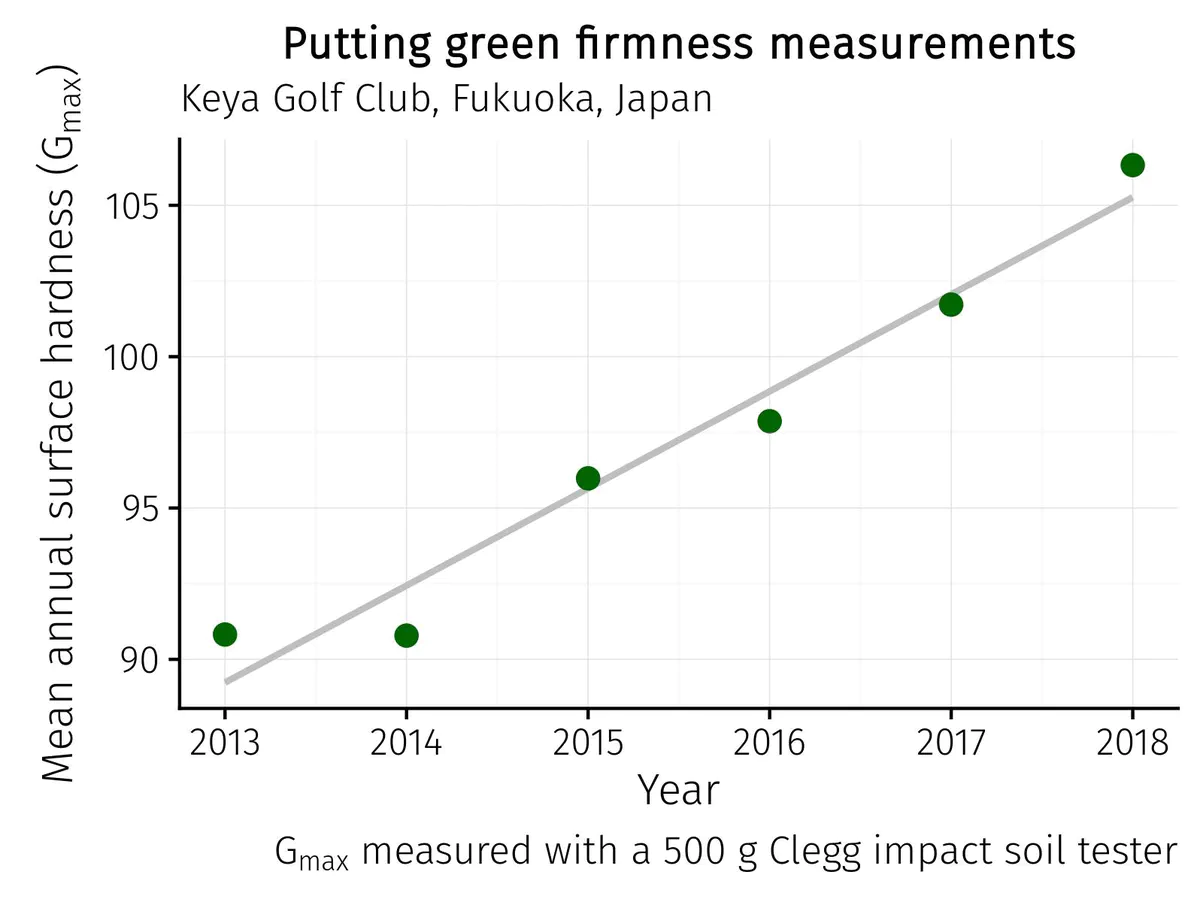 Putting green firmness measurements
Keya Golf Club, Fukuoka, Japan
Mean annual surface hardness (Gmax)
105
100
95
90
2013 2014 2015 2016 2017 2018
Year
Gmax measured with a 500 g Clegg impact soil tester